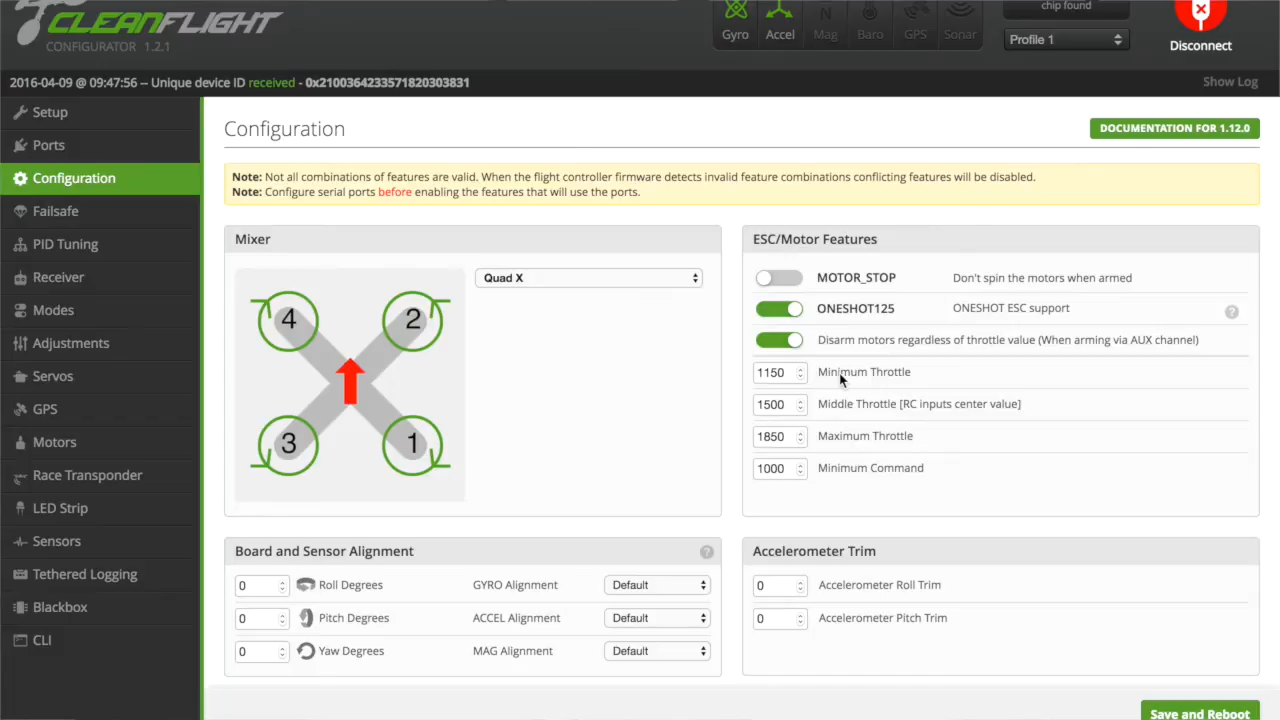 CLEANFLIGHT
CONFIGURATOR 1.2.1
Gyro Accel Mag Baro GPS Sonar
chip found
Profile 1
Disconnect
2016-04-09 @ 09:47:56 -- Unique device ID received - 0x2100364233571820303831
Show Log
Setup
Ports
Configuration
Failsafe
PID Tuning
Receiver
Modes
Adjustments
Servos
GPS
Motors
Race Transponder
LED Strip
Sensors
Tethered Logging
Blackbox
CLI
Configuration
DOCUMENTATION FOR 1.12.0
Note: Not all combinations of features are valid. When the flight controller firmware detects invalid feature combinations conflicting features will be disabled.
Note: Configure serial ports before enabling the features that will use the ports.
Mixer
Quad X
4 2
3 1
ESC/Motor Features
MOTOR_STOP Don't spin the motors when armed
ONESHOT125 ONESHOT ESC support ?
Disarm motors regardless of throttle value (When arming via AUX channel)
1150 Minimum Throttle
1500 Middle Throttle [RC inputs center value]
1850 Maximum Throttle
1000 Minimum Command
Board and Sensor Alignment ?
0 Roll Degrees GYRO Alignment Default
0 Pitch Degrees ACCEL Alignment Default
0 Yaw Degrees MAG Alignment Default
Accelerometer Trim
0 Accelerometer Roll Trim
0 Accelerometer Pitch Trim
Save and Reboot